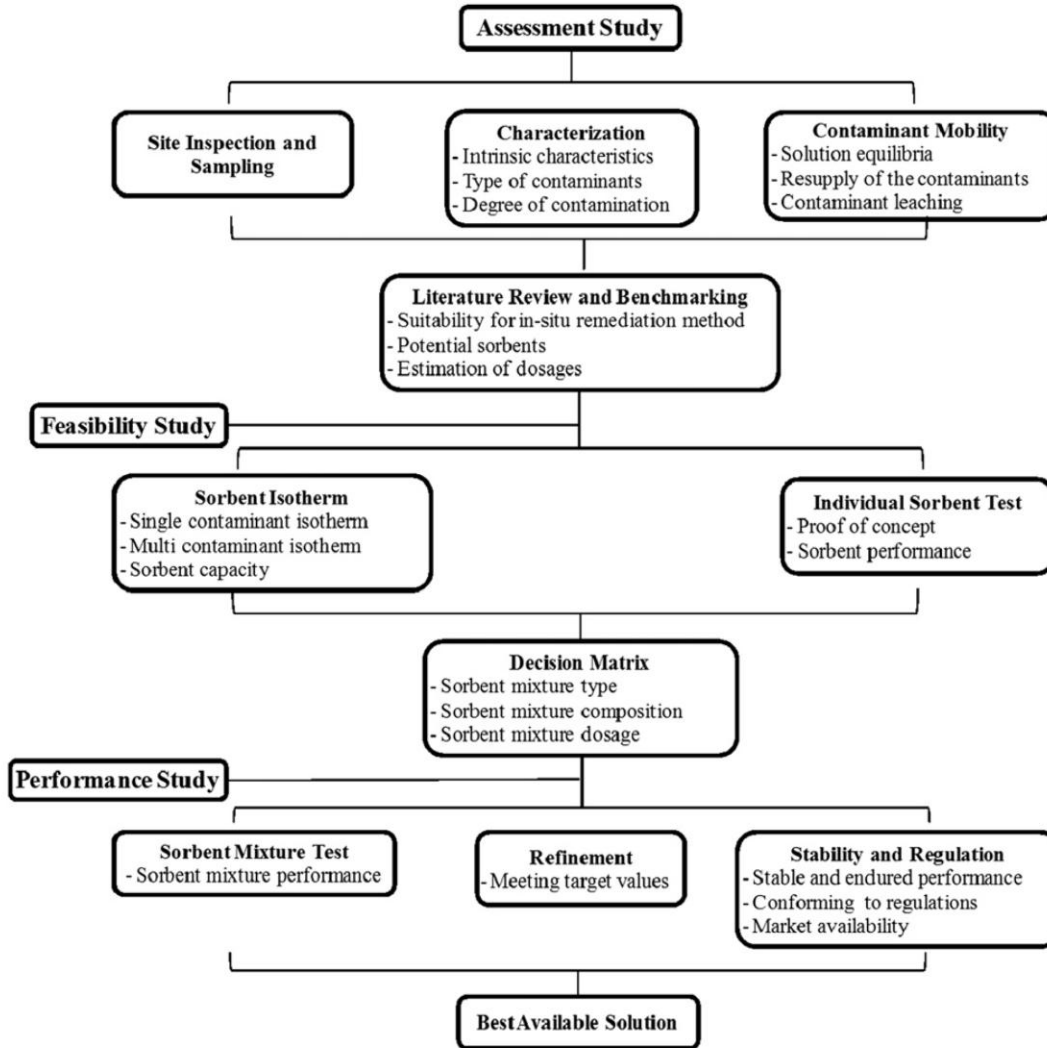 Assessment Study
Site Inspection and
Sampling
Characterization
- Intrinsic characteristics
- Type of contaminants
- Degree of contamination
Contaminant Mobility
- Solution equilibria
- Resupply of the contaminants
- Contaminant leaching
Literature Review and Benchmarking
- Suitability for in-situ remediation method
- Potential sorbents
- Estimation of dosages
Feasibility Study
Sorbent Isotherm
- Single contaminant isotherm
- Multi contaminant isotherm
- Sorbent capacity
Individual Sorbent Test
- Proof of concept
- Sorbent performance
Decision Matrix
- Sorbent mixture type
- Sorbent mixture composition
- Sorbent mixture dosage
Performance Study
Sorbent Mixture Test
- Sorbent mixture performance
Refinement
- Meeting target values
Stability and Regulation
- Stable and endured performance
- Conforming to regulations
- Market availability
Best Available Solution